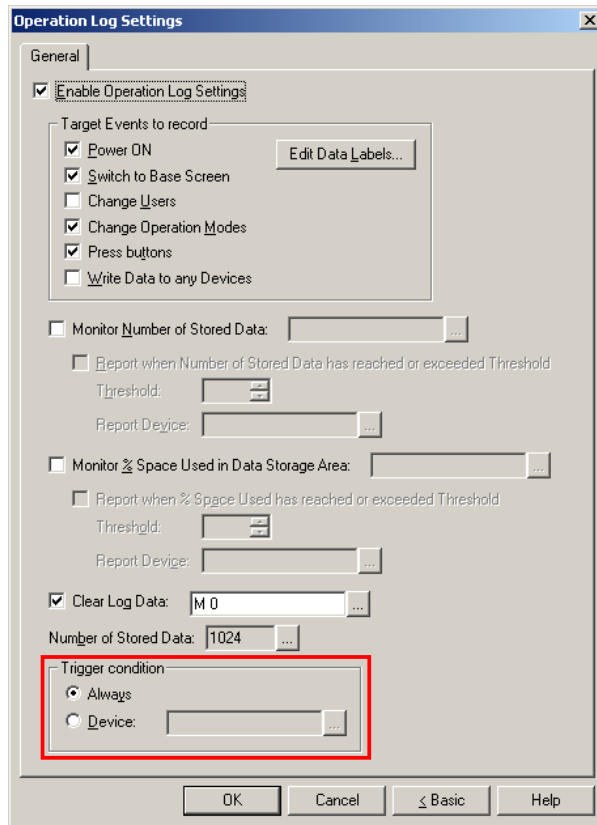 Operation Log Settings
General
Enable Operation Log Settings
Target Events to record
Power ON
Edit Data Labels...
Switch to Base Screen
Change Users
Change Operation Modes
Press buttons
Write Data to any Devices
Monitor Number of Stored Data:
...
Report when Number of Stored Data has reached or exceeded Threshold
Threshold:
Report Device:
...
Monitor % Space Used in Data Storage Area:
...
Report when % Space Used has reached or exceeded Threshold
Threshold:
Report Device:
...
Clear Log Data: M 0 ...
Number of Stored Data: 1024 ...
Trigger condition
Always
Device:
...
OK Cancel < Basic Help